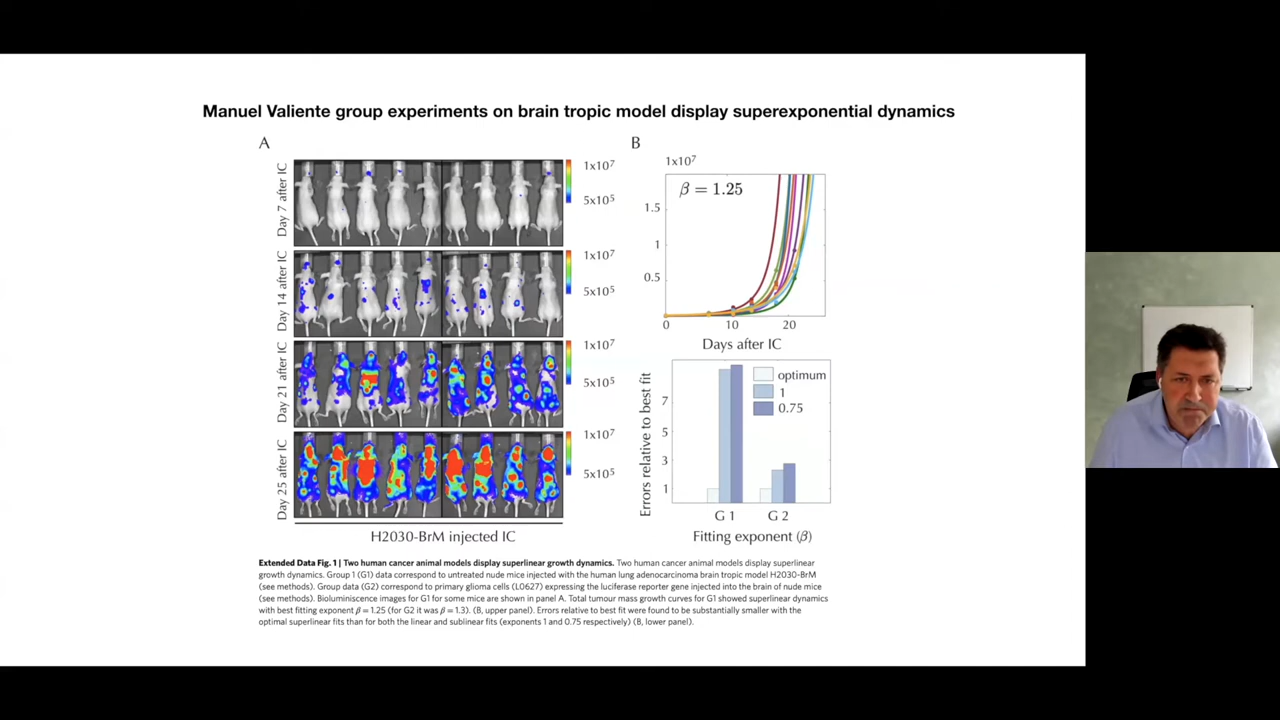 Manuel Valiente group experiments on brain tropic model display superexponential dynamics
A
Day 7 after IC
1x10⁷
5x10⁵
Day 14 after IC
1x10⁷
5x10⁵
Day 21 after IC
1x10⁷
5x10⁵
Day 25 after IC
1x10⁷
5x10⁵
H2030-BrM injected IC
B
1x10⁷
β = 1.25
1.5
1
0.5
0
10
20
Days after IC
Errors relative to best fit
7
5
3
1
optimum
1
0.75
G 1
G 2
Fitting exponent (β)
Extended Data Fig. 1 | Two human cancer animal models display superlinear growth dynamics. Two human cancer animal models display superlinear
growth dynamics. Group 1 (G1) data correspond to untreated nude mice injected with the human lung adenocarcinoma brain tropic model H2030-BrM
(see methods). Group data (G2) correspond to primary glioma cells (L0627) expressing the luciferase reporter gene injected into the brain of nude mice
(see methods). Bioluminiscence images for G1 for some mice are shown in panel A. Total tumour mass growth curves for G1 showed superlinear dynamics
with best fitting exponent β = 1.25 (for G2 it was β = 1.3). (B, upper panel). Errors relative to best fit were found to be substantially smaller with the
optimal superlinear fits than for both the linear and sublinear fits (exponents 1 and 0.75 respectively) (B, lower panel).